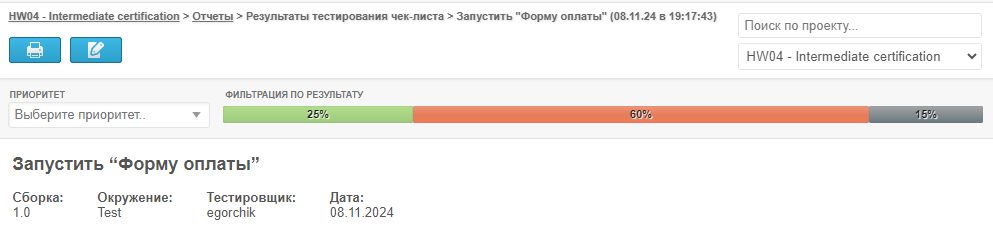 HW04 - Intermediate certification > Отчеты > Результаты тестирования чек-листа > Запустить "Форму оплаты" (08.11.24 в 19:17:43)
Поиск по проекту...
HW04 - Intermediate certification
ПРИОРИТЕТ
ФИЛЬТРАЦИЯ ПО РЕЗУЛЬТАТУ
Выберите приоритет..
25% 60% 15%
Запустить “Форму оплаты”
Сборка: Окружение: Тестировщик: Дата:
1.0 Test egorchik 08.11.2024